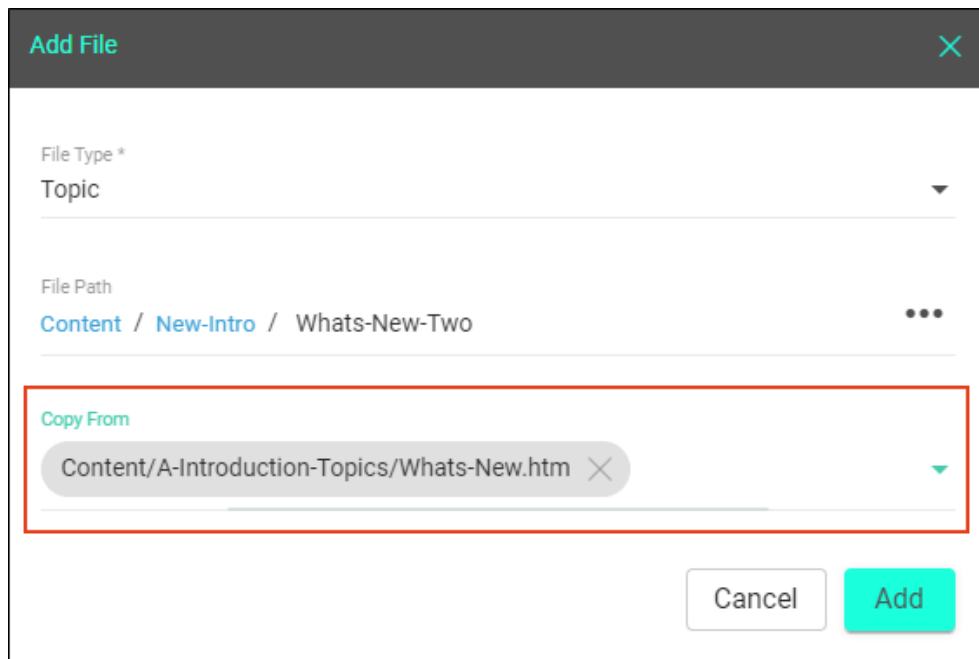 Add File
File Type *
Topic
File Path
Content / New-Intro / Whats-New-Two
Copy From
Content/A-Introduction-Topics/Whats-New.htm
Cancel Add